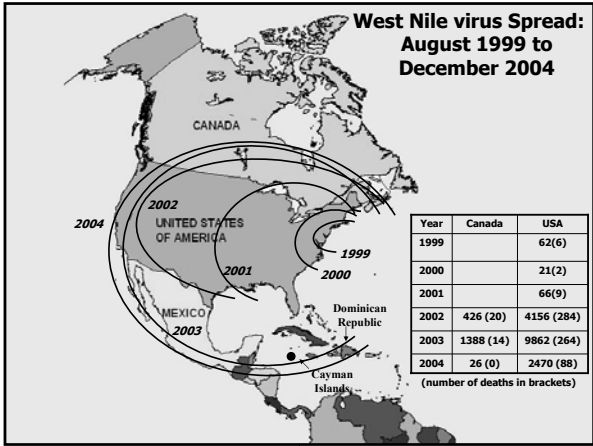 West Nile virus Spread:
August 1999 to
December 2004
CANADA
2002
2004
UNITED STATES
OF AMERICA
1999
2001
2000
MEXICO
2003
Dominican
Republic
Cayman
Islands
Year Canada USA
1999 62(6)
2000 21(2)
2001 66(9)
2002 426 (20) 4156 (284)
2003 1388 (14) 9862 (264)
2004 26 (0) 2470 (88)
(number of deaths in brackets)